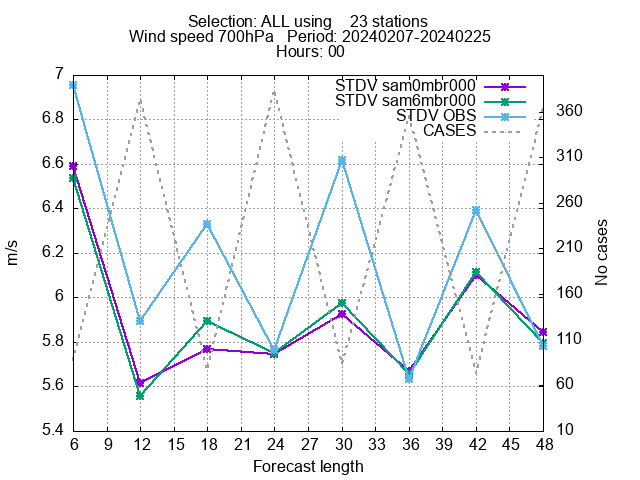 Selection: ALL using    23 stations
Wind speed 700hPa   Period: 20240207-20240225
Hours: 00
STDV sam0mbr000
STDV sam6mbr000
STDV OBS
CASES
7
6.8
6.6
6.4
6.2
6
5.8
5.6
5.4
m/s
360
310
260
210
160
110
60
10
No cases
6 9 12 15 18 21 24 27 30 33 36 39 42 45 48
Forecast length